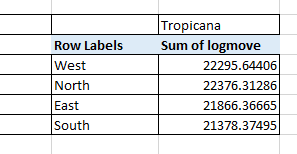 Tropicana
Row Labels Sum of logmove
West 22295.64406
North 22376.31286
East 21866.36665
South 21378.37495